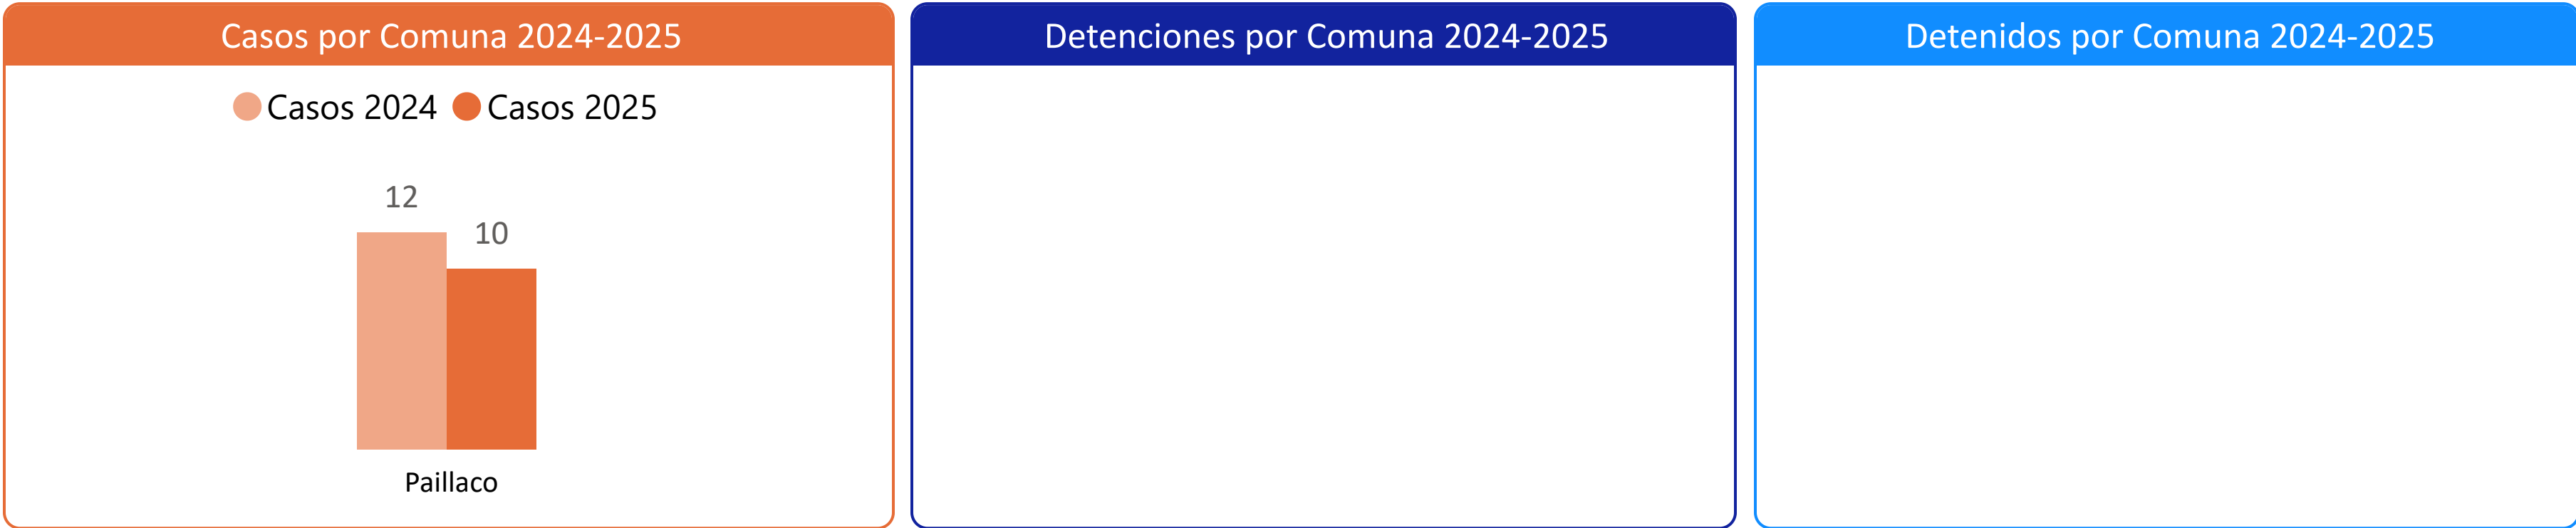 Casos por Comuna 2024-2025
Casos 2024 Casos 2025
12
10
Paillaco
Detenciones por Comuna 2024-2025
Detenidos por Comuna 2024-2025